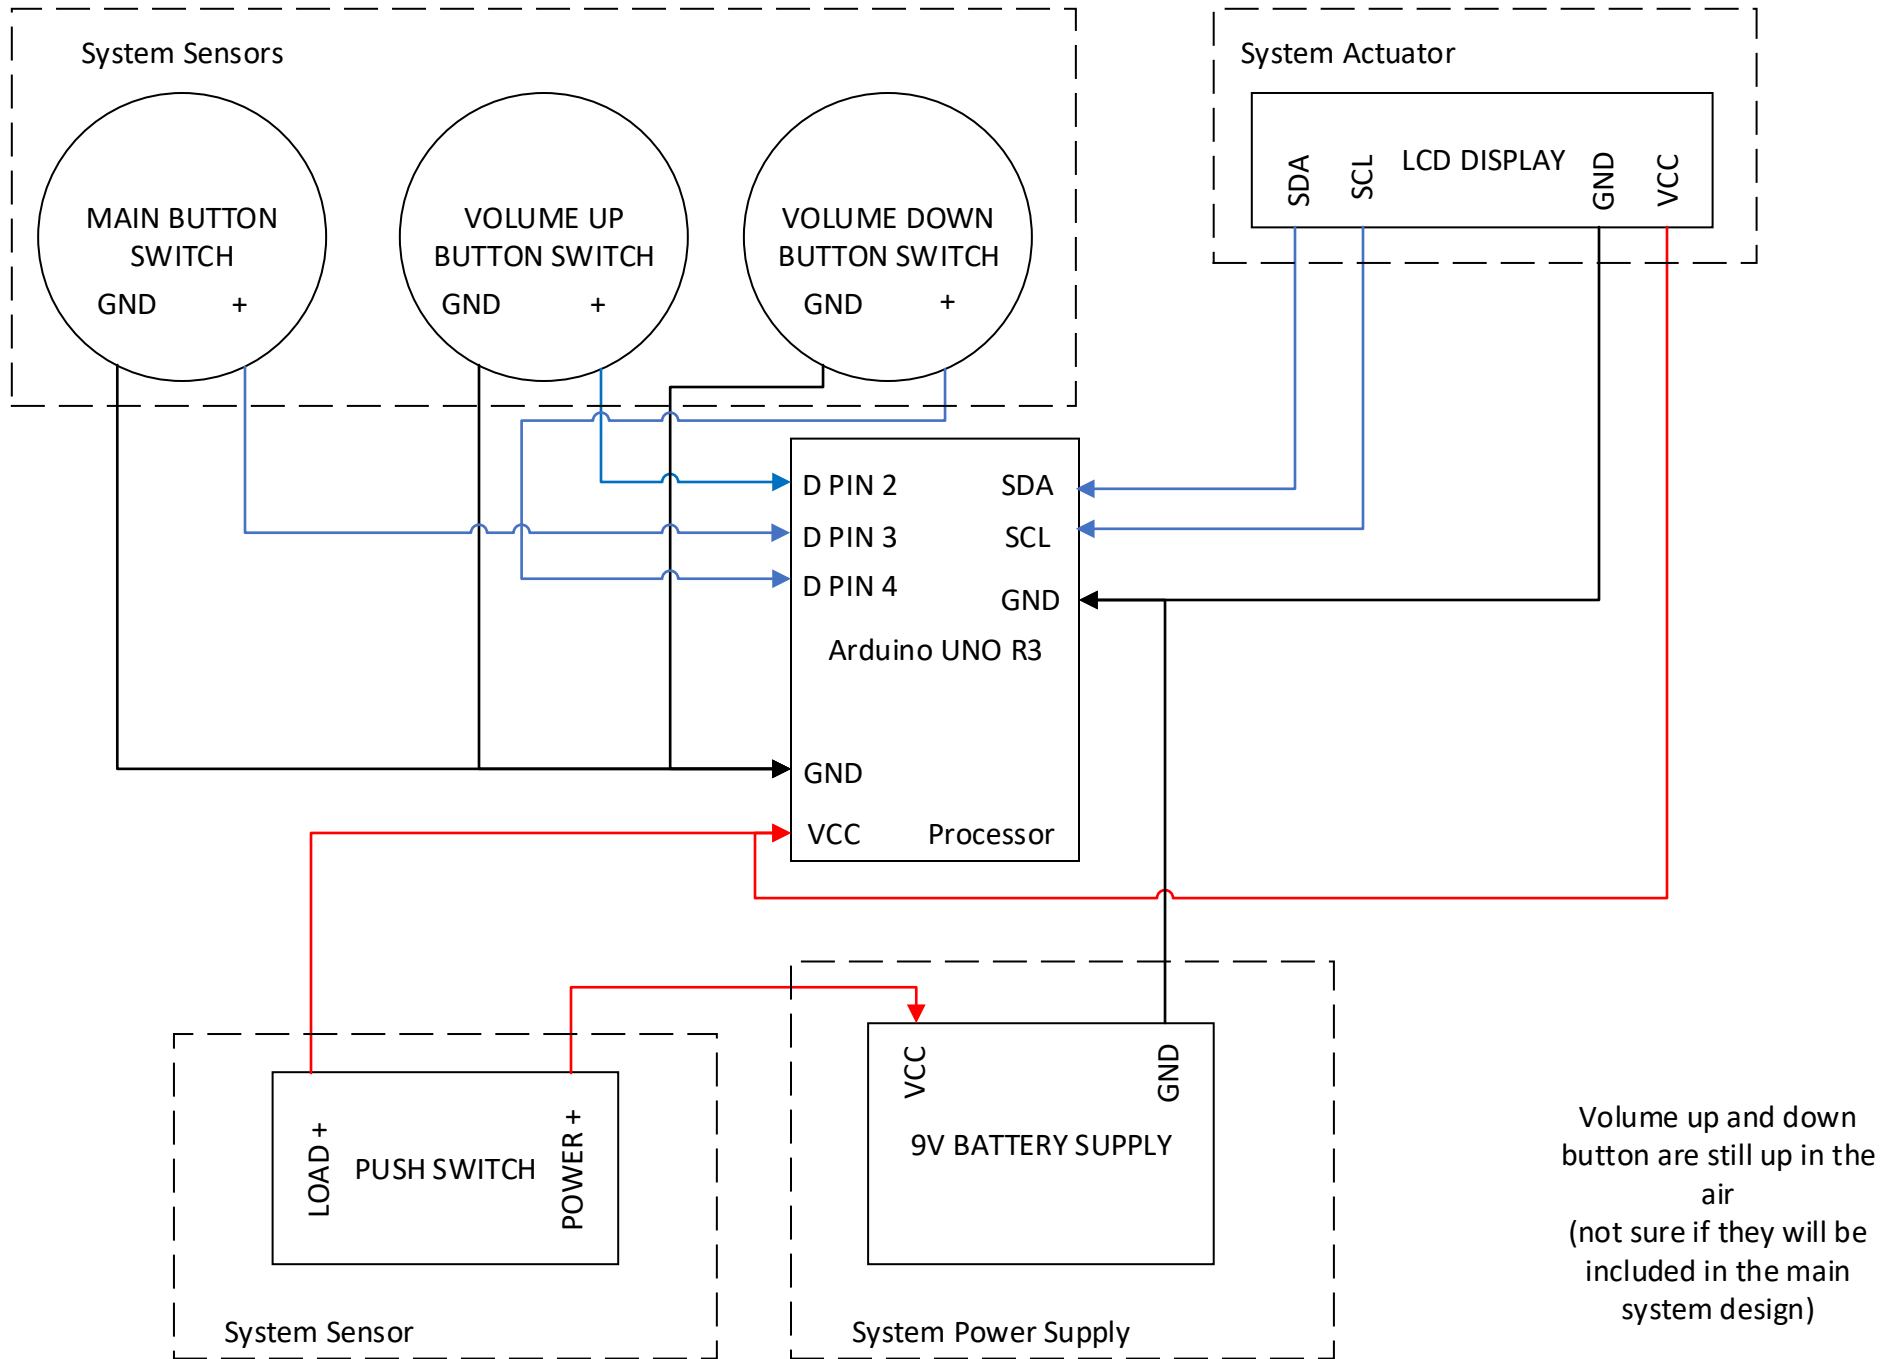 System Sensors
MAIN BUTTON
SWITCH
GND +
VOLUME UP
BUTTON SWITCH
GND +
VOLUME DOWN
BUTTON SWITCH
GND +
System Actuator
SDA
SCL
LCD DISPLAY
GND
VCC
D PIN 2
D PIN 3
D PIN 4
SDA
SCL
GND
Arduino UNO R3
GND
VCC
Processor
LOAD +
PUSH SWITCH
POWER +
System Sensor
VCC
GND
9V BATTERY SUPPLY
System Power Supply
Volume up and down
button are still up in the
air
(not sure if they will be
included in the main
system design)